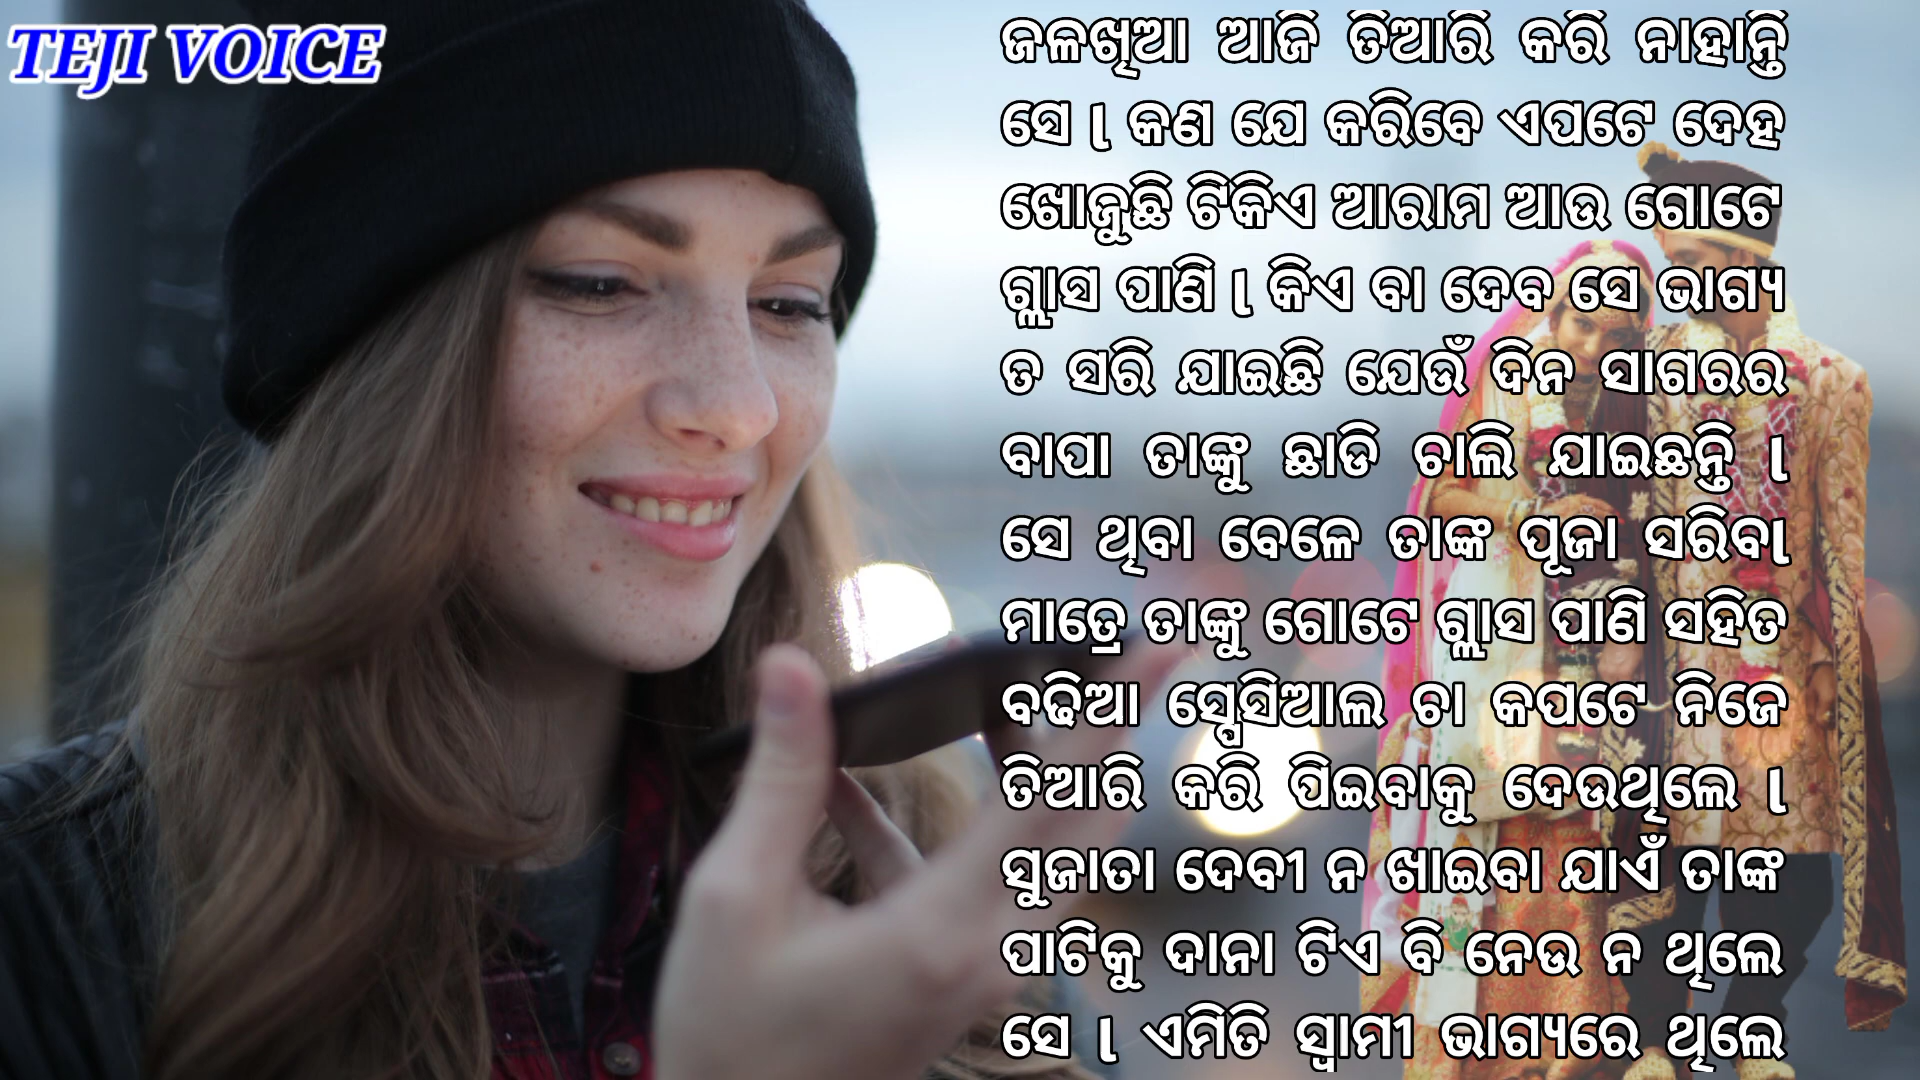 TEJI VOICE
ଜଳଖିଆ ଆଜି ତିଆରି କରି ନାହାନ୍ତି
ସେ । କଣ ଯେ କରିବେ ଏପଟେ ଦେହ
ଖୋଜୁଛି ଟିକିଏ ଆରାମ ଆଉ ଗୋଟେ
ଗ୍ଲାସ ପାଣି । କିଏ ବା ଦେବ ସେ ଭାଗ୍ୟ
ତ ସରି ଯାଇଛି ଯେଉଁ ଦିନ ସାଗରର
ବାପା ତାଙ୍କୁ ଛାଡି ଚାଲି ଯାଇଛନ୍ତି ।
ସେ ଥିବା ବେଳେ ତାଙ୍କ ପୂଜା ସରିବା
ମାତ୍ରେ ତାଙ୍କୁ ଗୋଟେ ଗ୍ଲାସ ପାଣି ସହିତ
ବଢିଆ ସ୍ପେସିଆଲ ଚା କପଟେ ନିଜେ
ତିଆରି କରି ପିଇବାକୁ ଦେଉଥିଲେ ।
ସୁଜାତା ଦେବୀ ନ ଖାଇବା ଯାଏଁ ତାଙ୍କ
ପାଟିକୁ ଦାନା ଟିଏ ବି ନେଉ ନ ଥିଲେ
ସେ । ଏମିତି ସ୍ୱାମୀ ଭାଗ୍ୟରେ ଥିଲେ